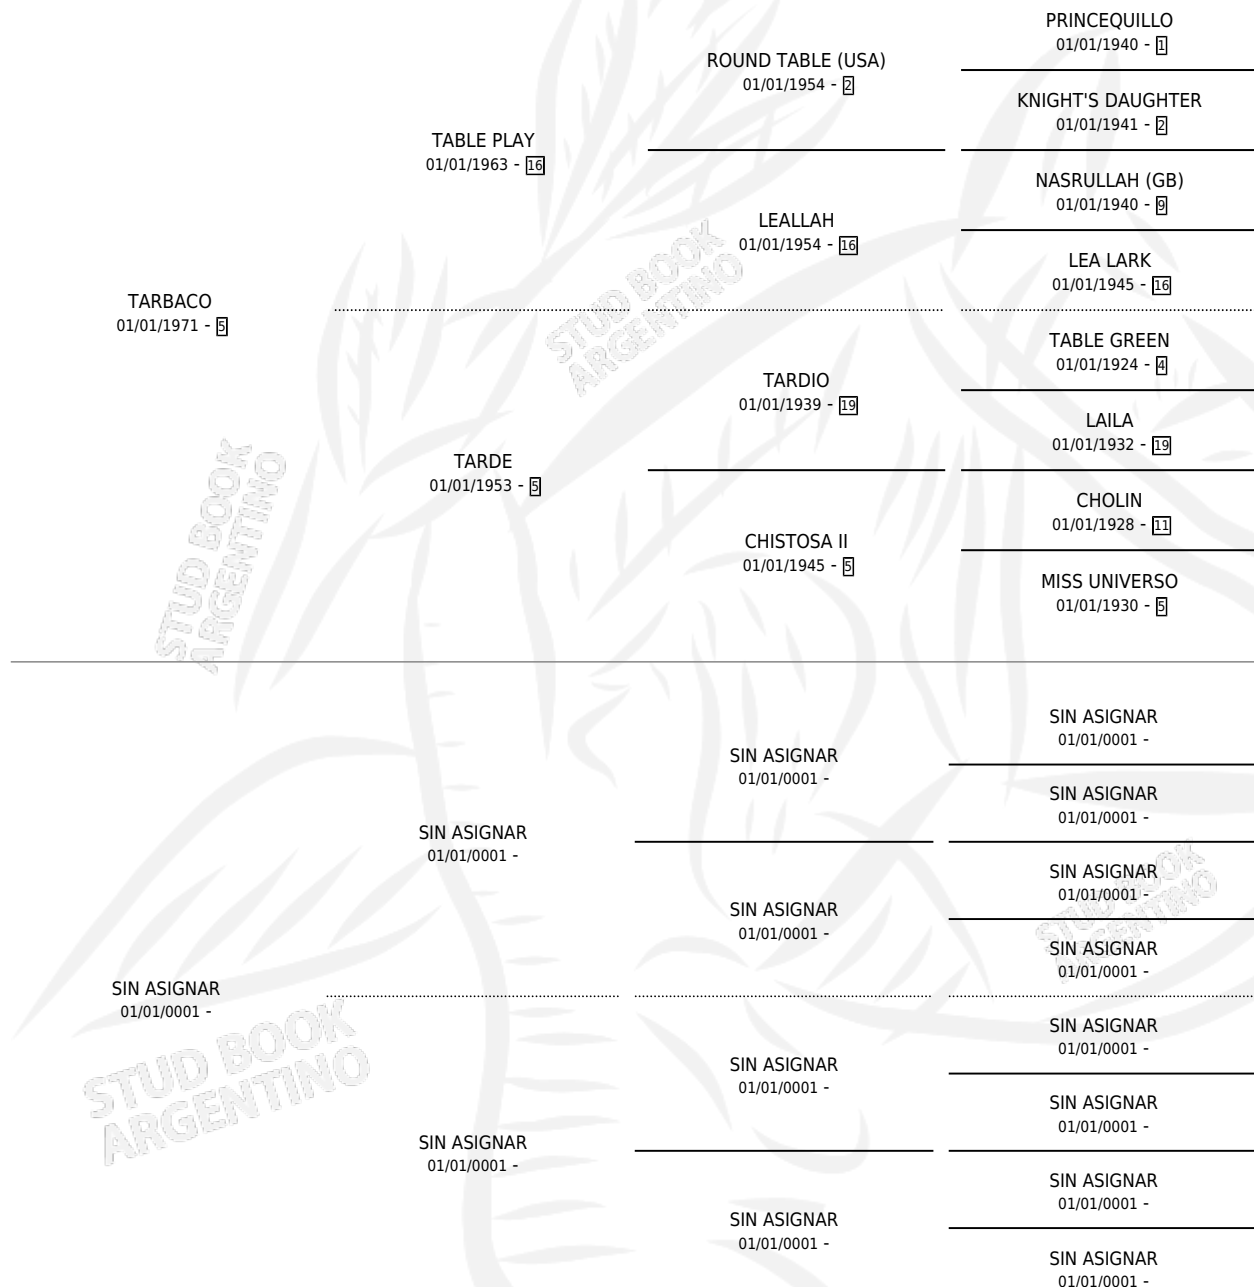 PRINCEQUILLO
01/01/1940 - 1
ROUND TABLE (USA)
01/01/1954 - 2
KNIGHT'S DAUGHTER
01/01/1941 - 2
TABLE PLAY
01/01/1963 - 16
NASRULLAH (GB)
01/01/1940 - 9
LEALLAH
01/01/1954 - 16
LEA LARK
01/01/1945 - 16
TARBACO
01/01/1971 - 5
TABLE GREEN
01/01/1924 - 4
TARDIO
01/01/1939 - 19
LAILA
01/01/1932 - 19
TARDE
01/01/1953 - 5
CHOLIN
01/01/1928 - 11
CHISTOSA II
01/01/1945 - 5
MISS UNIVERSO
01/01/1930 - 5
STUD BOOK
ARGENTINO
STUD BOOK
ARGENTINO
SIN ASIGNAR
01/01/0001 -
SIN ASIGNAR
01/01/0001 -
SIN ASIGNAR
01/01/0001 -
SIN ASIGNAR
01/01/0001 -
SIN ASIGNAR
01/01/0001 -
SIN ASIGNAR
01/01/0001 -
SIN ASIGNAR
01/01/0001 -
SIN ASIGNAR
01/01/0001 -
SIN ASIGNAR
01/01/0001 -
SIN ASIGNAR
01/01/0001 -
SIN ASIGNAR
01/01/0001 -
SIN ASIGNAR
01/01/0001 -
SIN ASIGNAR
01/01/0001 -
SIN ASIGNAR
01/01/0001 -
SIN ASIGNAR
01/01/0001 -
STUD BOOK
ARGENTINO
STUD BOOK
ARGENTINO